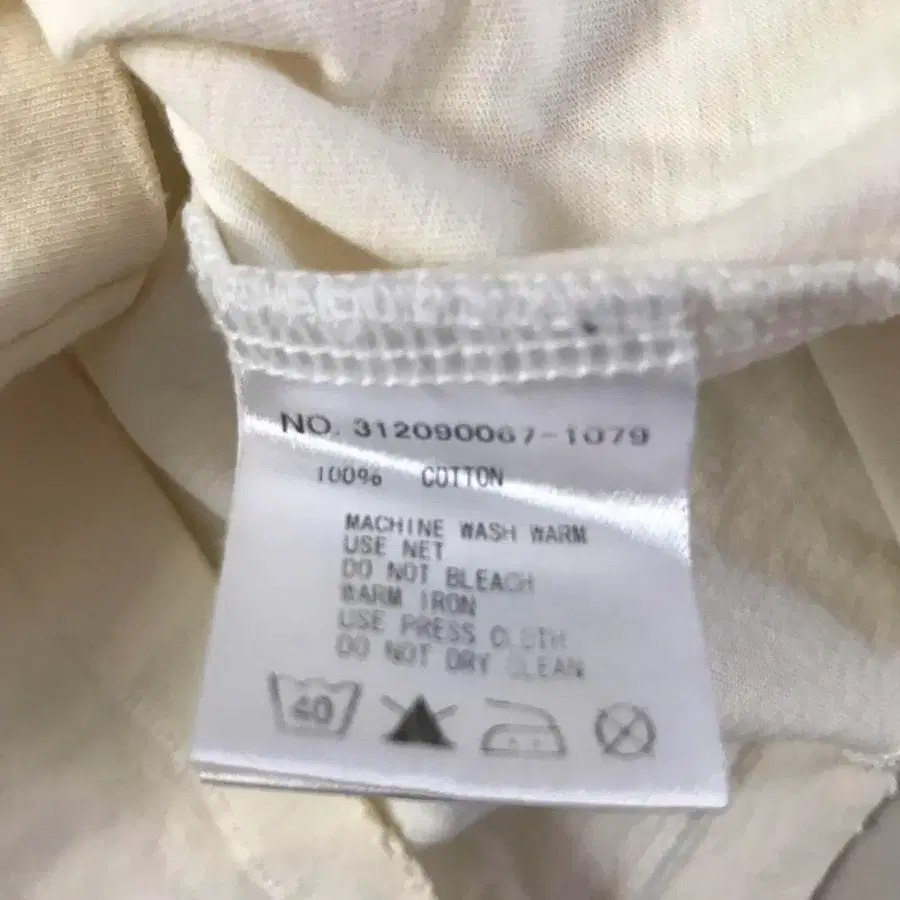 NO. 312090067-1079
100% COTTON
MACHINE WASH WARM
USE NET
DO NOT BLEACH
WARM IRON
USE PRESS CLOTH
DO NOT DRY CLEAN
40